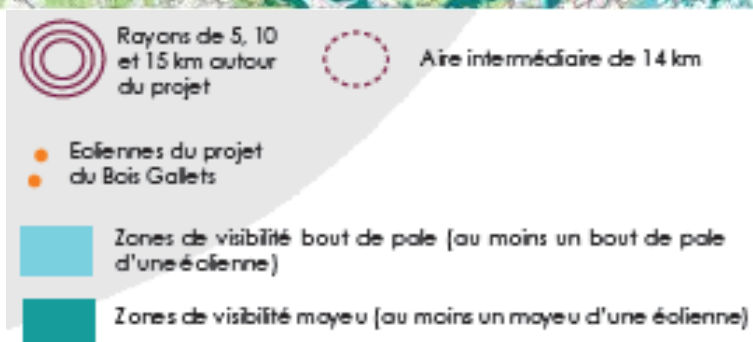 Rayons de 5, 10
et 15 km autour
du projet
Aire intermédiaire de 14 km
Eoliennes du projet
du Bois Gallets
Zones de visibilité bout de pale (au moins un bout de pale
d'une éolienne)
Zones de visibilité moyeu (au moins un moyeu d'une éolienne)